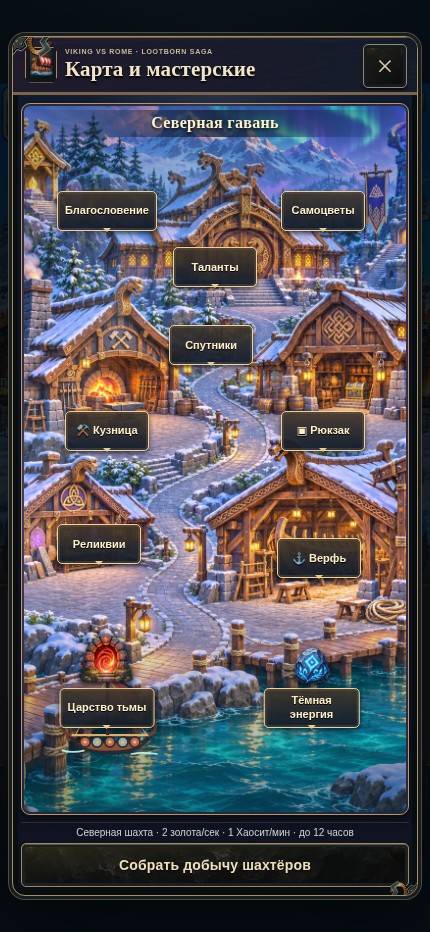 VIKING VS ROME · LOOTBORN SAGA
Карта и мастерские
Северная гавань
Благословение
Самоцветы
Таланты
Спутники
⚒ Кузница
▣ Рюкзак
Реликвии
⚓ Верфь
Царство тьмы
Тёмная
энергия
Северная шахта · 2 золота/сек · 1 Хаосит/мин · до 12 часов
Собрать добычу шахтёров